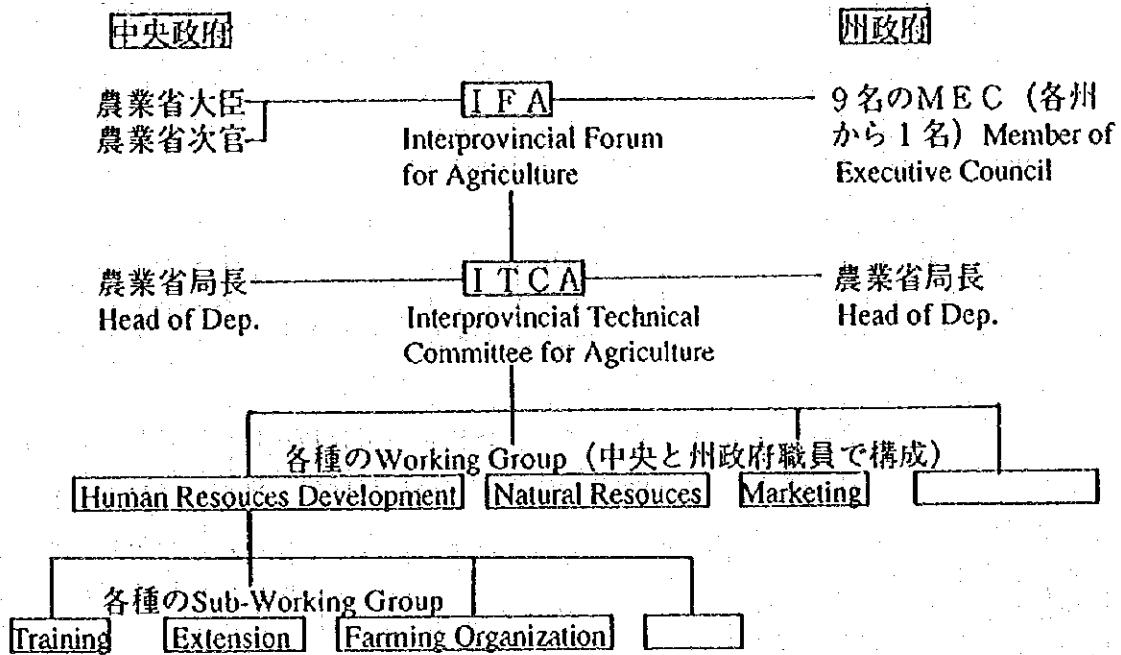 中央政府
州政府
農業省大臣
農業省次官
I F A
Interprovincial Forum
for Agriculture
9名のMEC(各州
から1名) Member of
Executive Council
農業省局長
Head of Dep.
I T C A
Interprovincial Technical
Committee for Agriculture
農業省局長
Head of Dep.
各種のWorking Group(中央と州政府職員で構成)
Human Resouces Development
Natural Resouces
Marketing
各種のSub-Working Group
Training
Extension
Farming Organization